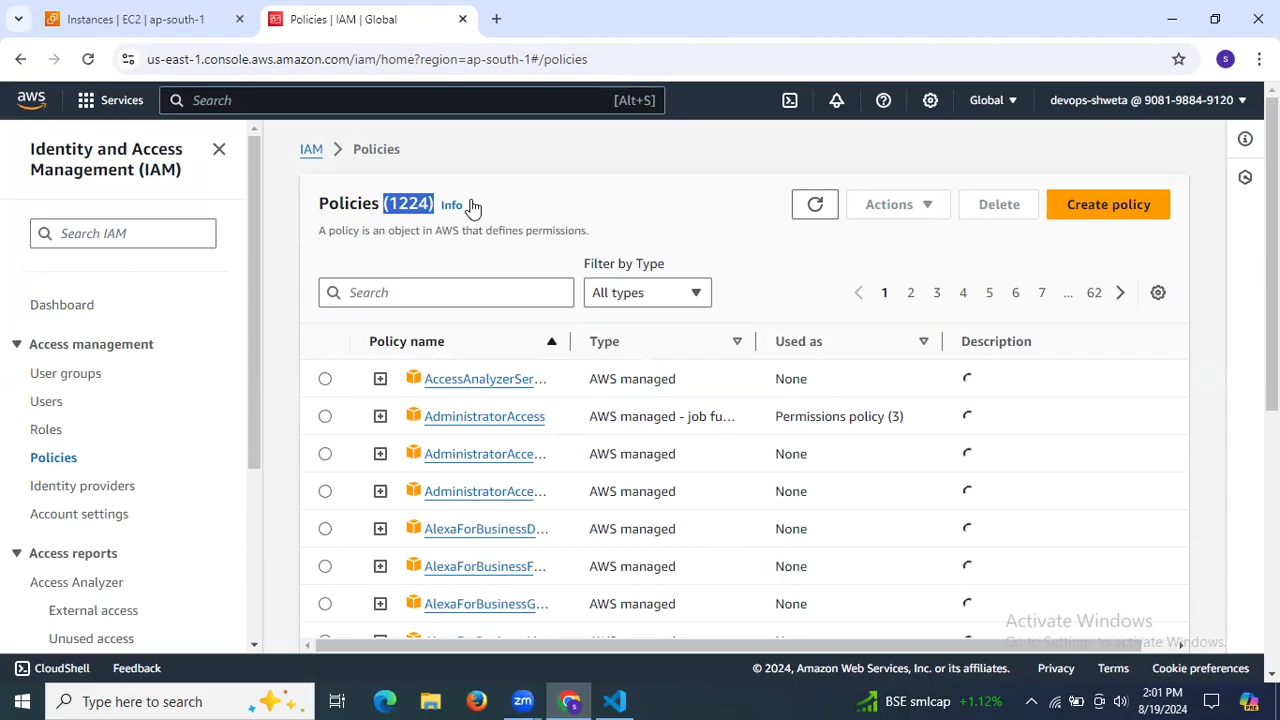 Instances | EC2 | ap-south-1
Policies | IAM | Global
us-east-1.console.aws.amazon.com/iam/home?region=ap-south-1#/policies
s
aws
Services
Search
[Alt+S]
Global
devops-shweta @ 9081-9884-9120
Identity and Access
Management (IAM)
Search IAM
Dashboard
Access management
User groups
Users
Roles
Policies
Identity providers
Account settings
Access reports
Access Analyzer
External access
Unused access
IAM > Policies
Policies (1224) Info
Actions
Delete
Create policy
A policy is an object in AWS that defines permissions.
Filter by Type
Search
All types
1 2 3 4 5 6 7 ... 62
Policy name Type Used as Description
AccessAnalyzerSer... AWS managed None
AdministratorAccess AWS managed - job fu... Permissions policy (3)
AdministratorAcce... AWS managed None
AdministratorAcce... AWS managed None
AlexaForBusinessD... AWS managed None
AlexaForBusinessF... AWS managed None
AlexaForBusinessG... AWS managed None
Activate Windows
Go to Settings to activate Windows.
CloudShell
Feedback
© 2024, Amazon Web Services, Inc. or its affiliates.
Privacy
Terms
Cookie preferences
Type here to search
zm
BSE smlcap +1.12%
2:01 PM
8/19/2024